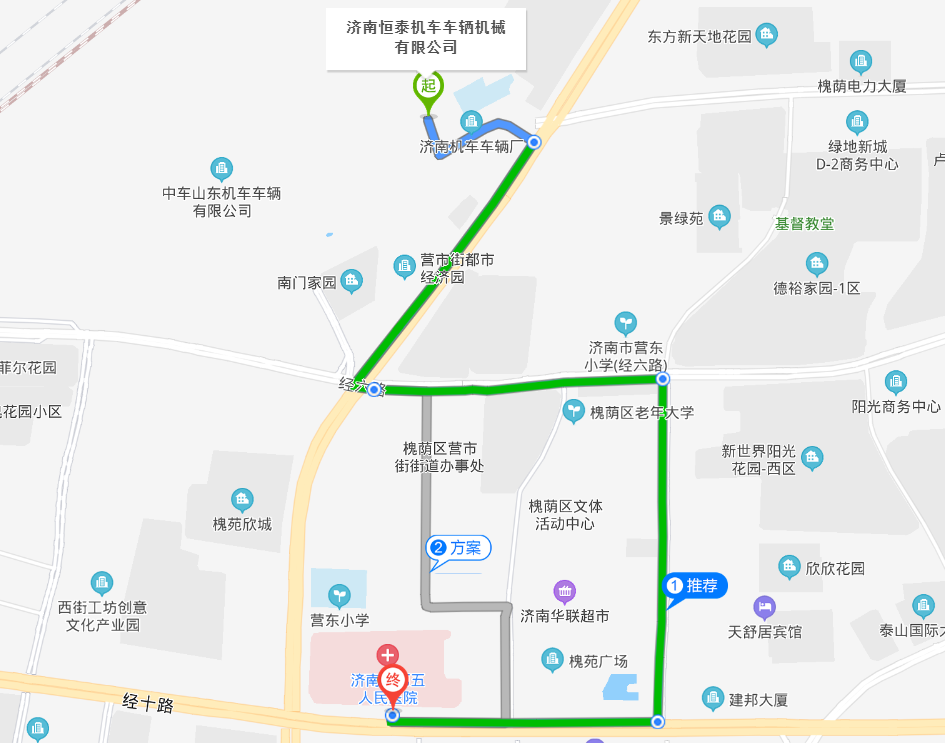 济南恒泰机车车辆机械
有限公司
起
东方新天地花园
槐荫电力大厦
济南机车车辆厂
绿地新城
D-2商务中心
中车山东机车车辆
有限公司
景绿苑
基督教堂
营市街都市
经济园
南门家园
德裕家园-1区
济南市营东
小学(经六路)
菲尔花园
经六路
阳光商务中心
花园小区
槐荫区老年大学
槐荫区营市
街街道办事处
新世界阳光
花园-西区
槐苑欣城
槐荫区文体
活动中心
2 方案
欣欣花园
1 推荐
西街工坊创意
文化产业园
营东小学
济南华联超市
天舒居宾馆
泰山国际
槐苑广场
终
济南 五
人民医院
建邦大厦
经十路